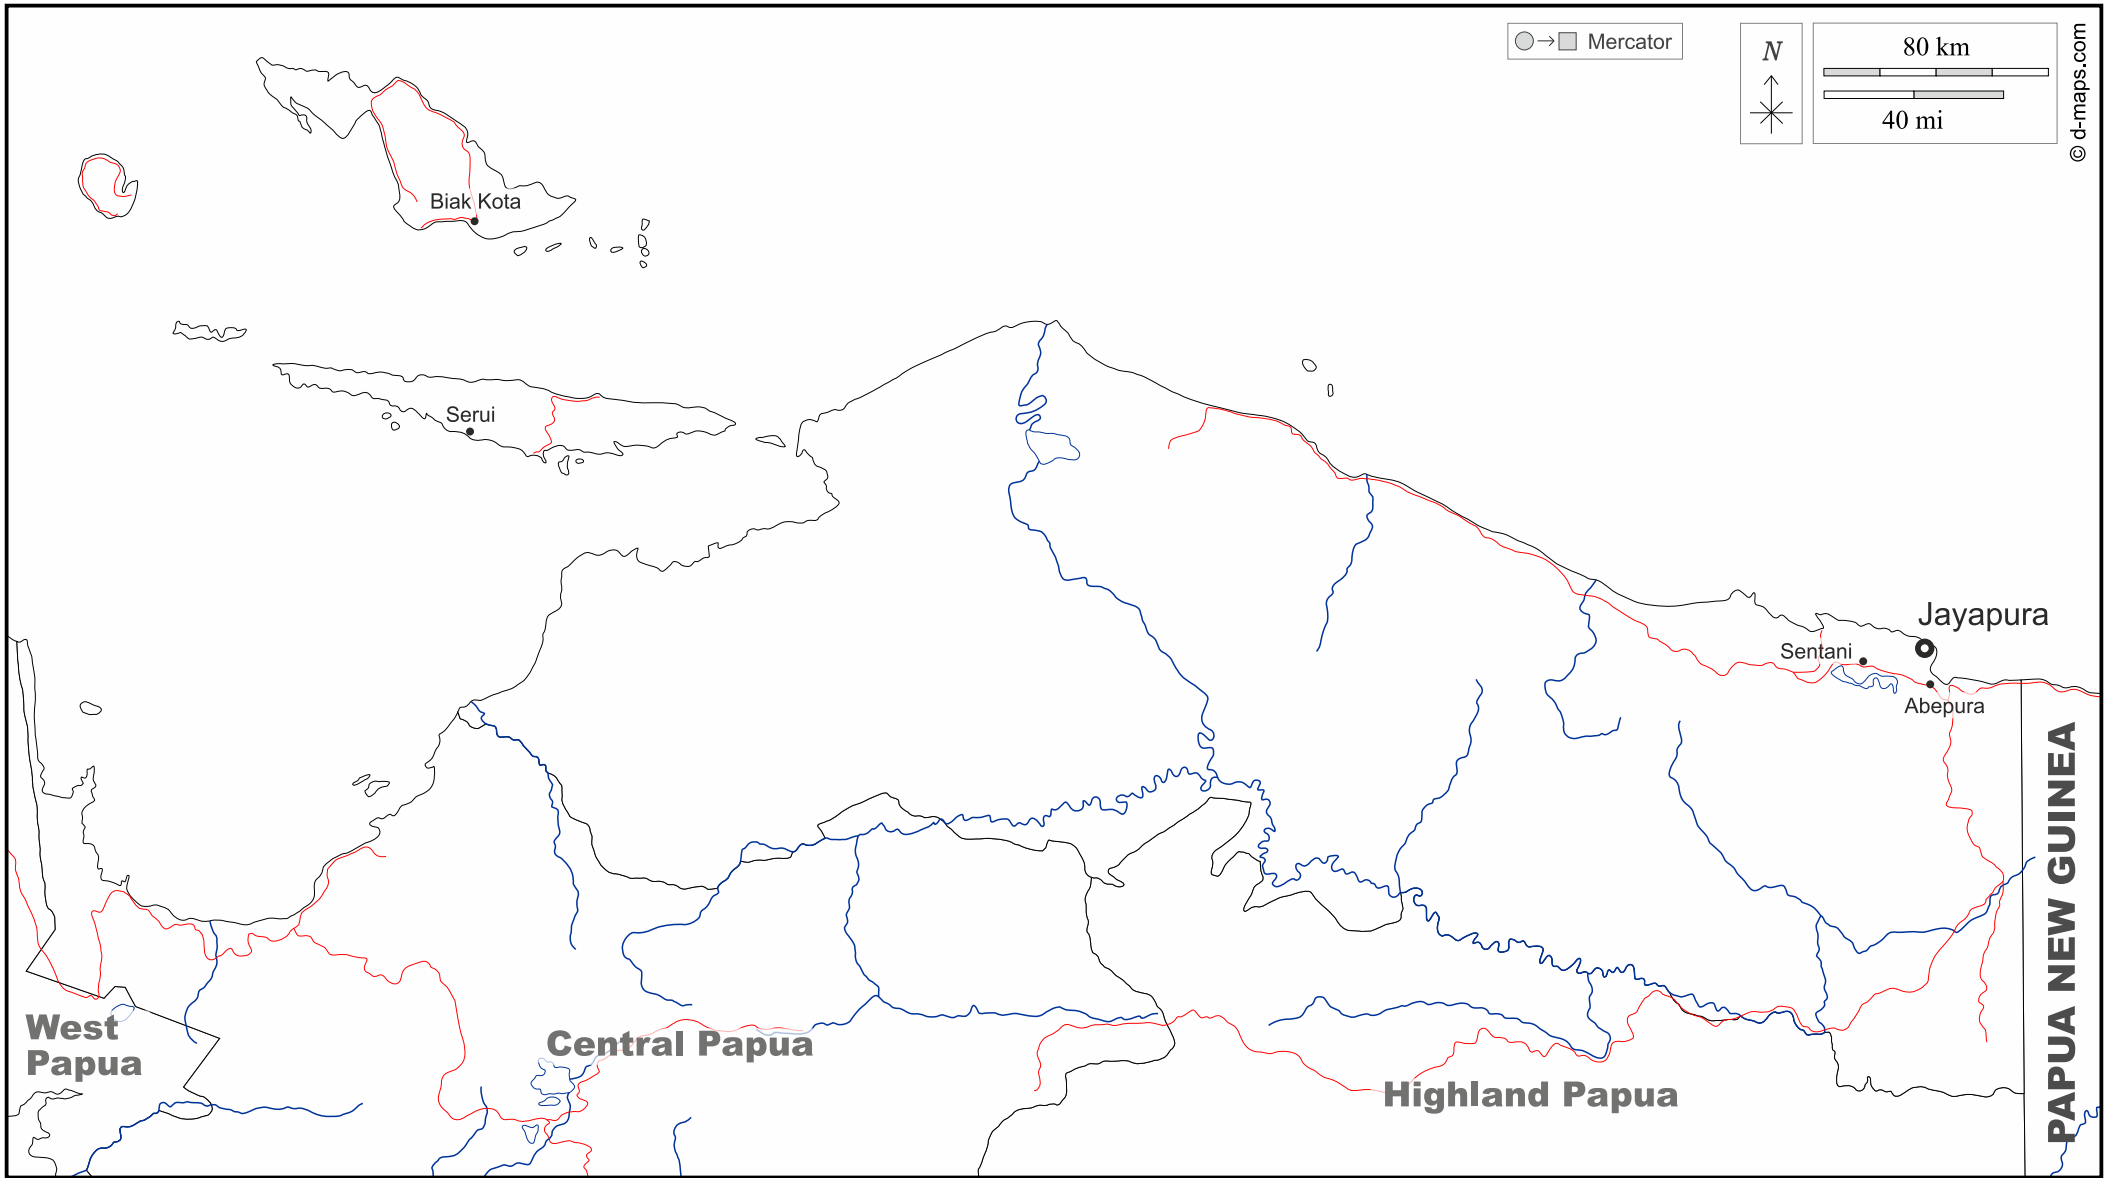 Mercator
N
80 km
40 mi
© d-maps.com
Biak Kota
Serui
Jayapura
Sentani
Abepura
PAPUA NEW GUINEA
West
Papua
Central Papua
Highland Papua